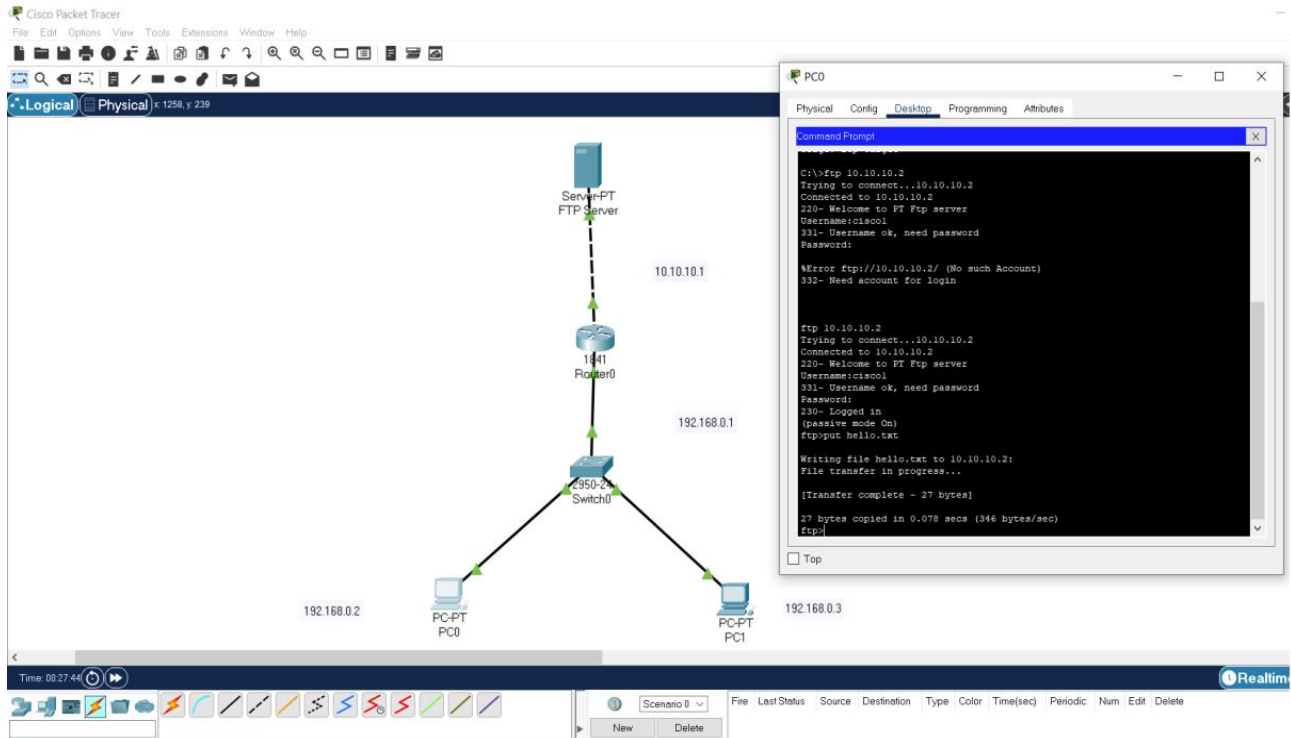 Cisco Packet Tracer
File Edit Options View Tools Extensions Window Help
Logical Physical x: 1258, y: 239
Server-PT
FTP Server
10.10.10.1
1841
Router0
192.168.0.1
2950-24
Switch0
192.168.0.2
PC-PT
PC0
PC-PT
PC1
192.168.0.3
PC0
Physical Config Desktop Programming Attributes
Command Prompt X
C:\>ftp 10.10.10.2
Trying to connect...10.10.10.2
Connected to 10.10.10.2
220- Welcome to PT Ftp server
Username:cisco1
331- Username ok, need password
Password:
%Error ftp://10.10.10.2/ (No such Account)
332- Need account for login
ftp 10.10.10.2
Trying to connect...10.10.10.2
Connected to 10.10.10.2
220- Welcome to PT Ftp server
Username:cisco1
331- Username ok, need password
Password:
230- Logged in
(passive mode On)
ftp>put hello.txt
Writing file hello.txt to 10.10.10.2:
File transfer in progress...
[Transfer complete - 27 bytes]
27 bytes copied in 0.078 secs (346 bytes/sec)
ftp>
Top
Time: 00:27:44
Realtime
Scenario 0
New Delete
Fire Last Status Source Destination Type Color Time(sec) Periodic Num Edit Delete